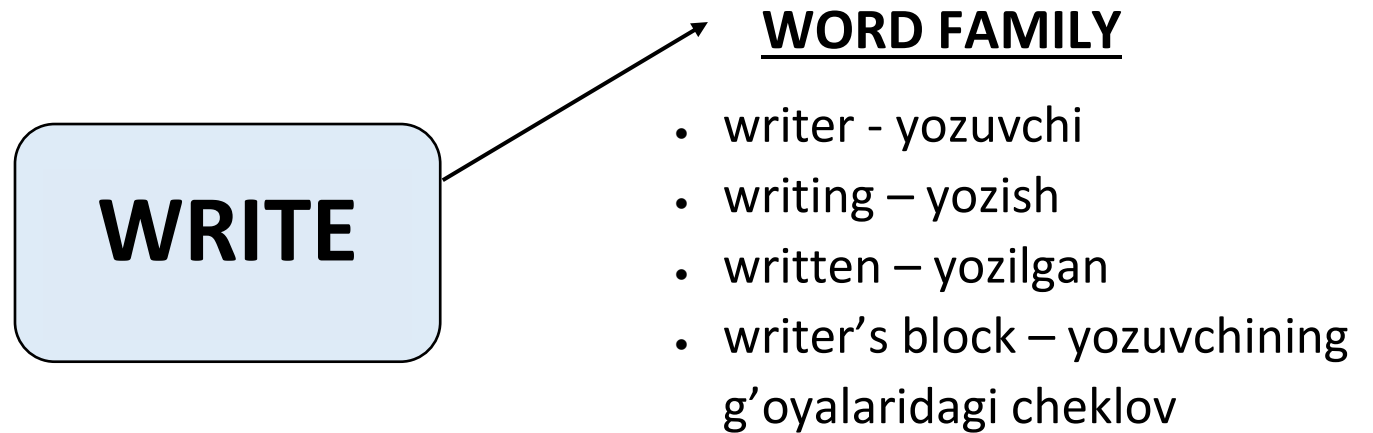 WORD FAMILY
WRITE
• writer - yozuvchi
• writing – yozish
• written – yozilgan
• writer’s block – yozuvchining
g’oyalaridagi cheklov